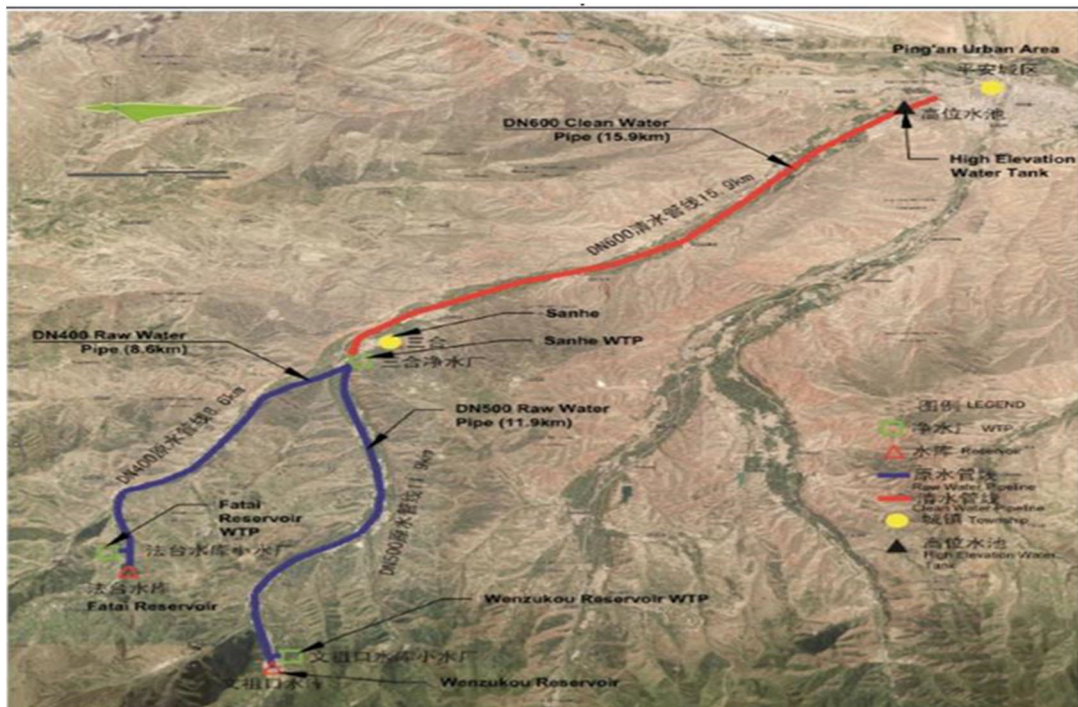 Ping'an Urban Area
平安城区
DN600 Clean Water
Pipe (15.9km)
高位水池
High Elevation
Water Tank
DN600清水管线15.9km
Sanhe
三合
DN400 Raw Water
Pipe (8.6km)
Sanhe WTP
三合净水厂
DN400原水管线8.6km
DN500 Raw Water
Pipe (11.9km)
DN500原水管线11.9km
Fatai
Reservoir
WTP
法台水库小水厂
法台水库
Fatai Reservoir
Wenzukou Reservoir WTP
文祖口水库小水厂
文祖口水库
Wenzukou Reservoir
图例 LEGEND
净水厂 WTP
水库 Reservoir
原水管线
Raw Water Pipeline
清水管线
Clean Water Pipeline
城镇 Township
高位水池
High Elevation Water
Tank